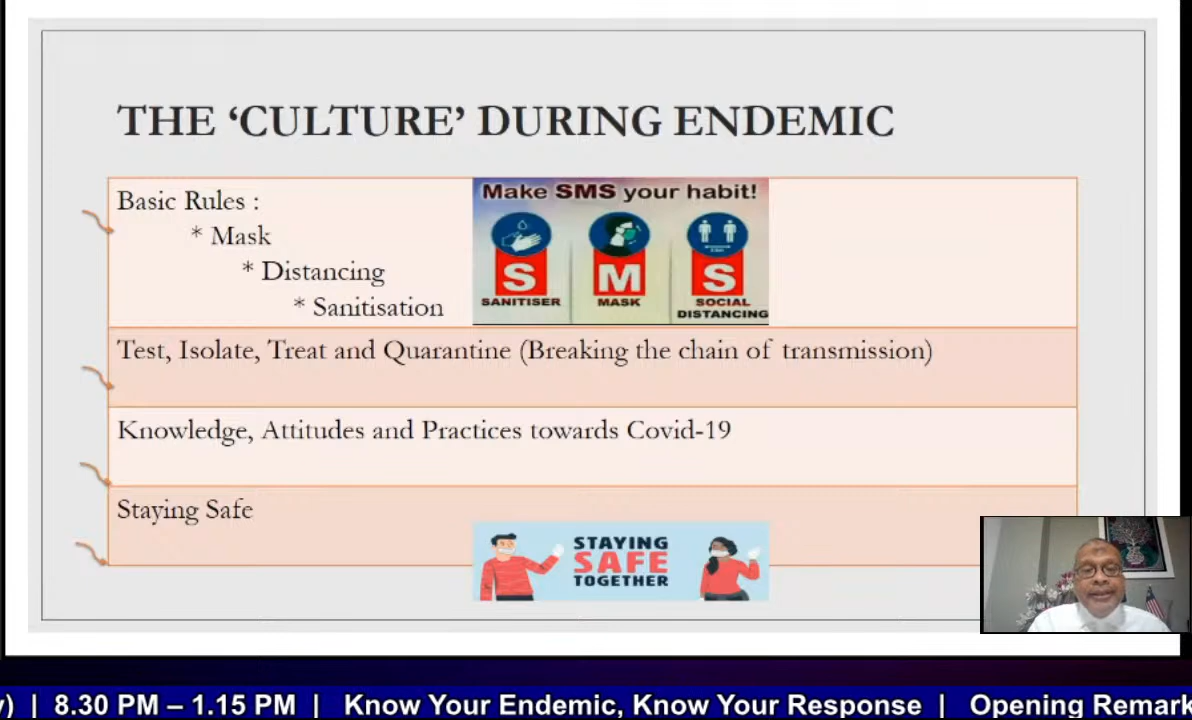 THE ‘CULTURE’ DURING ENDEMIC
Basic Rules :
* Mask
* Distancing
* Sanitisation
Make SMS your habit!
S M S
SANITISER MASK SOCIAL
DISTANCING
Test, Isolate, Treat and Quarantine (Breaking the chain of transmission)
Knowledge, Attitudes and Practices towards Covid-19
Staying Safe
STAYING
SAFE
TOGETHER
) | 8.30 PM – 1.15 PM | Know Your Endemic, Know Your Response | Opening Remark